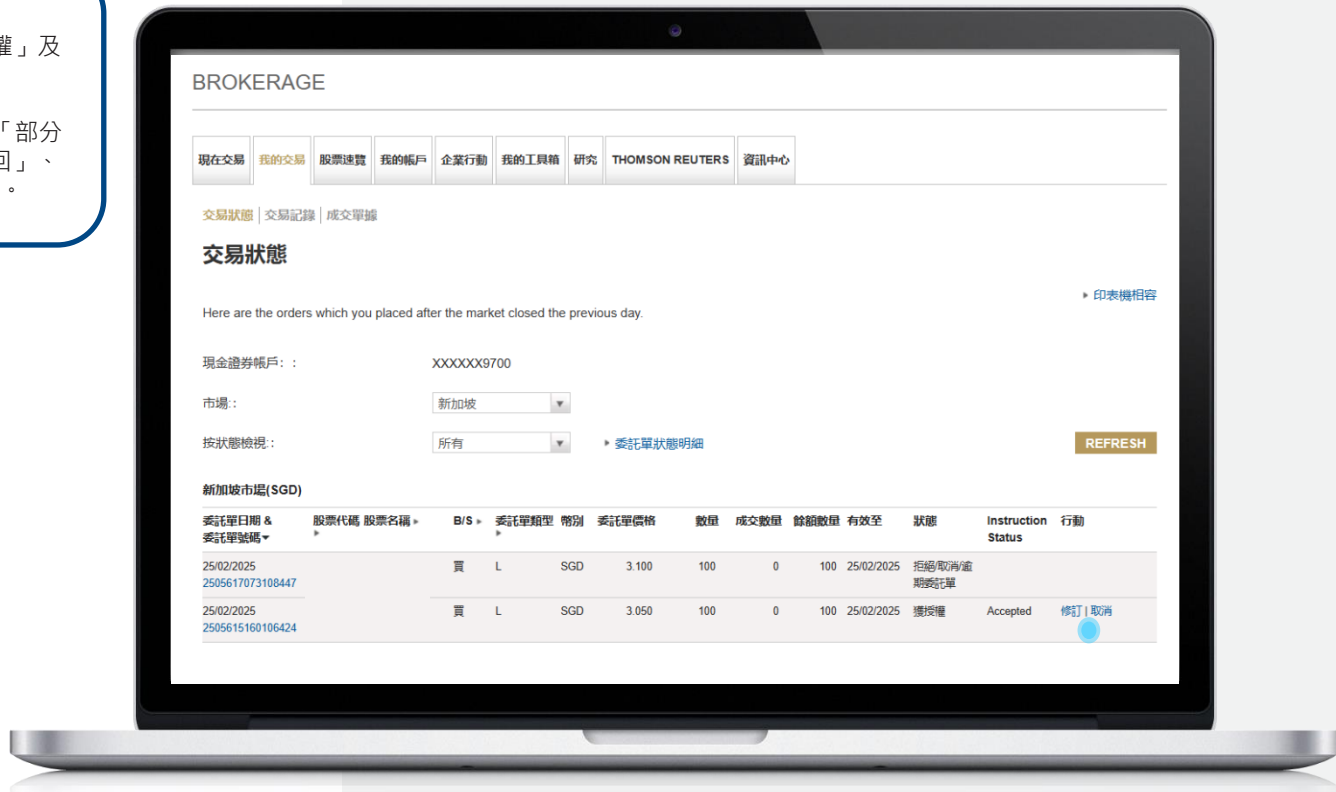 權」及
「部分
回」、
。
BROKERAGE
現在交易 我的交易 股票速覽 我的帳戶 企業行動 我的工具箱 研究 THOMSON REUTERS 資訊中心
交易狀態 | 交易記錄 | 成交單據
交易狀態
印表機相容
Here are the orders which you placed after the market closed the previous day.
現金證券帳戶: : XXXXXX9700
市場: : 新加坡
按狀態檢視: : 所有 委託單狀態明細 REFRESH
新加坡市場(SGD)
委託單日期 & 股票代碼 股票名稱 B/S 委託單類型 幣別 委託單價格 數量 成交數量 餘額數量 有效至 狀態 Instruction 行動
委託單號碼 Status
25/02/2025 買 L SGD 3.100 100 0 100 25/02/2025 拒絕/取消/逾
2505617073108447 期委託單
25/02/2025 買 L SGD 3.050 100 0 100 25/02/2025 獲授權 Accepted 修訂 | 取消
2505615160106424